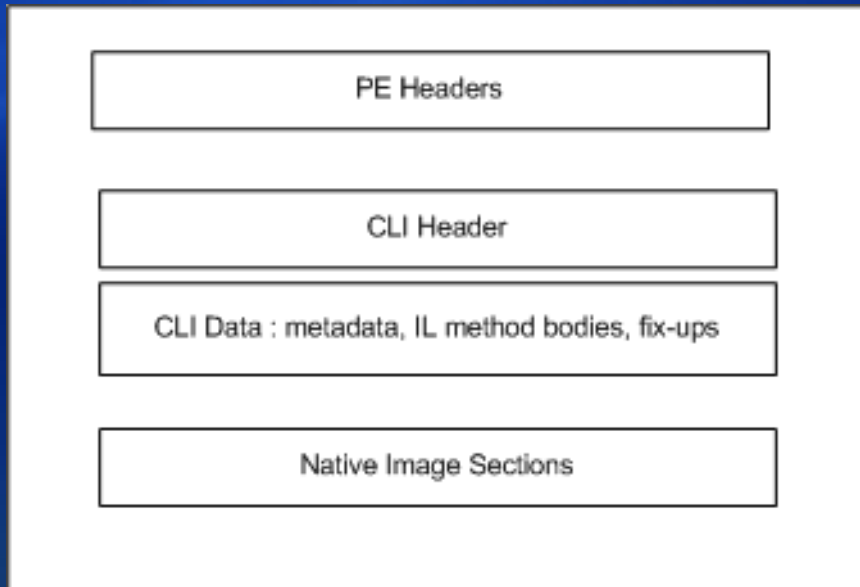 PE Headers
CLI Header
CLI Data : metadata, IL method bodies, fix-ups
Native Image Sections